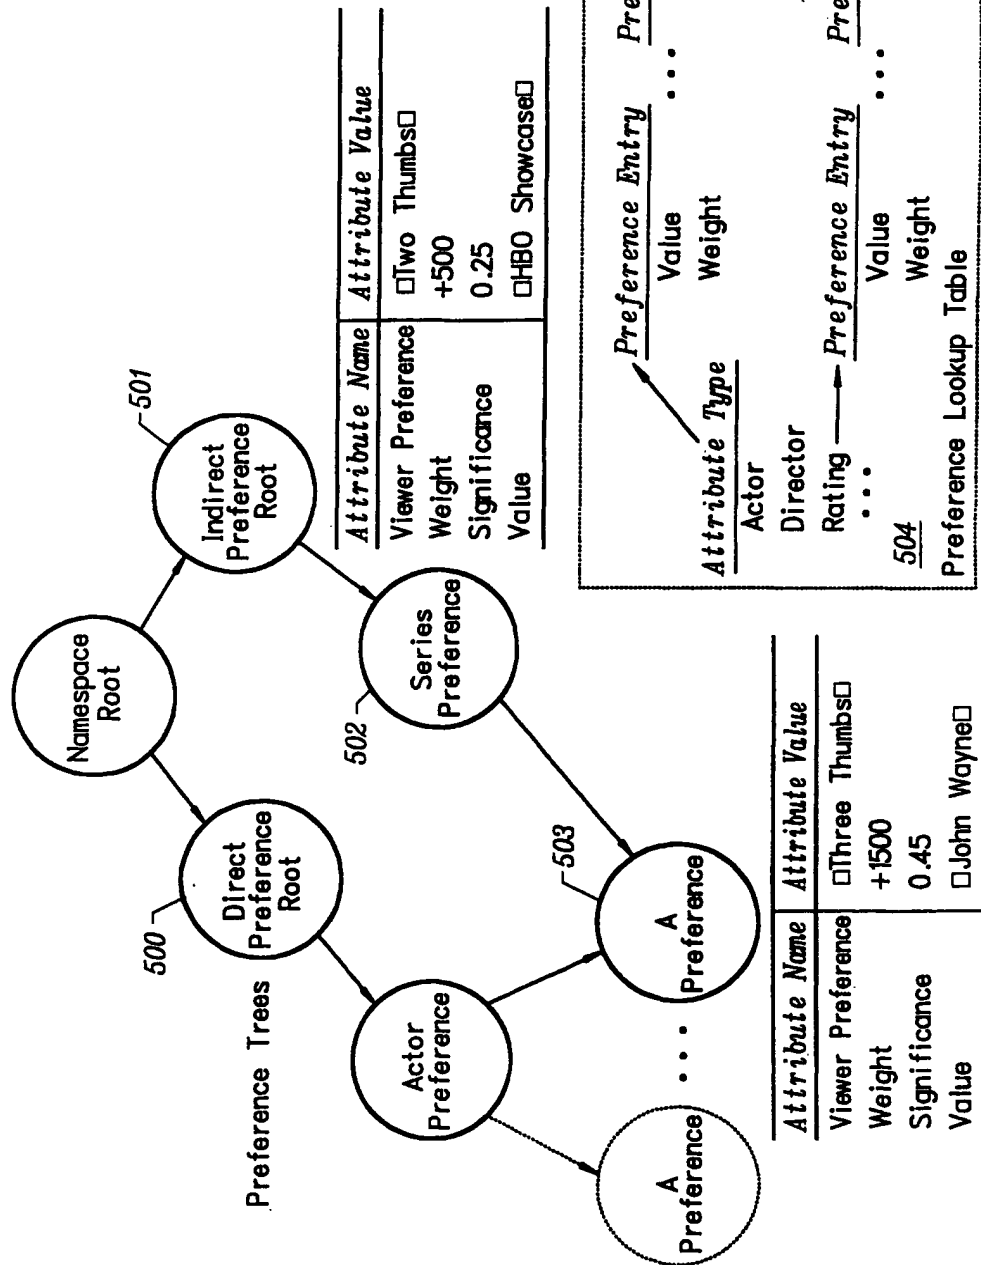 Preference Trees
Namespace
Root
500
Direct
Preference
Root
Indirect
Preference
Root
501
Actor
Preference
502
Series
Preference
A
Preference
• • •
A
Preference
503
Attribute Name Attribute Value
Viewer Preference □Three Thumbs□
Weight +1500
Significance 0.45
Value □John Wayne□
Attribute Name Attribute Value
Viewer Preference □Two Thumbs□
Weight +500
Significance 0.25
Value □HBO Showcase□
Attribute Type
Actor
Director
Rating
• • •
Preference Entry
Value
Weight
• • •
Pre
Preference Entry
Value
Weight
• • •
Pre
504
Preference Lookup Table